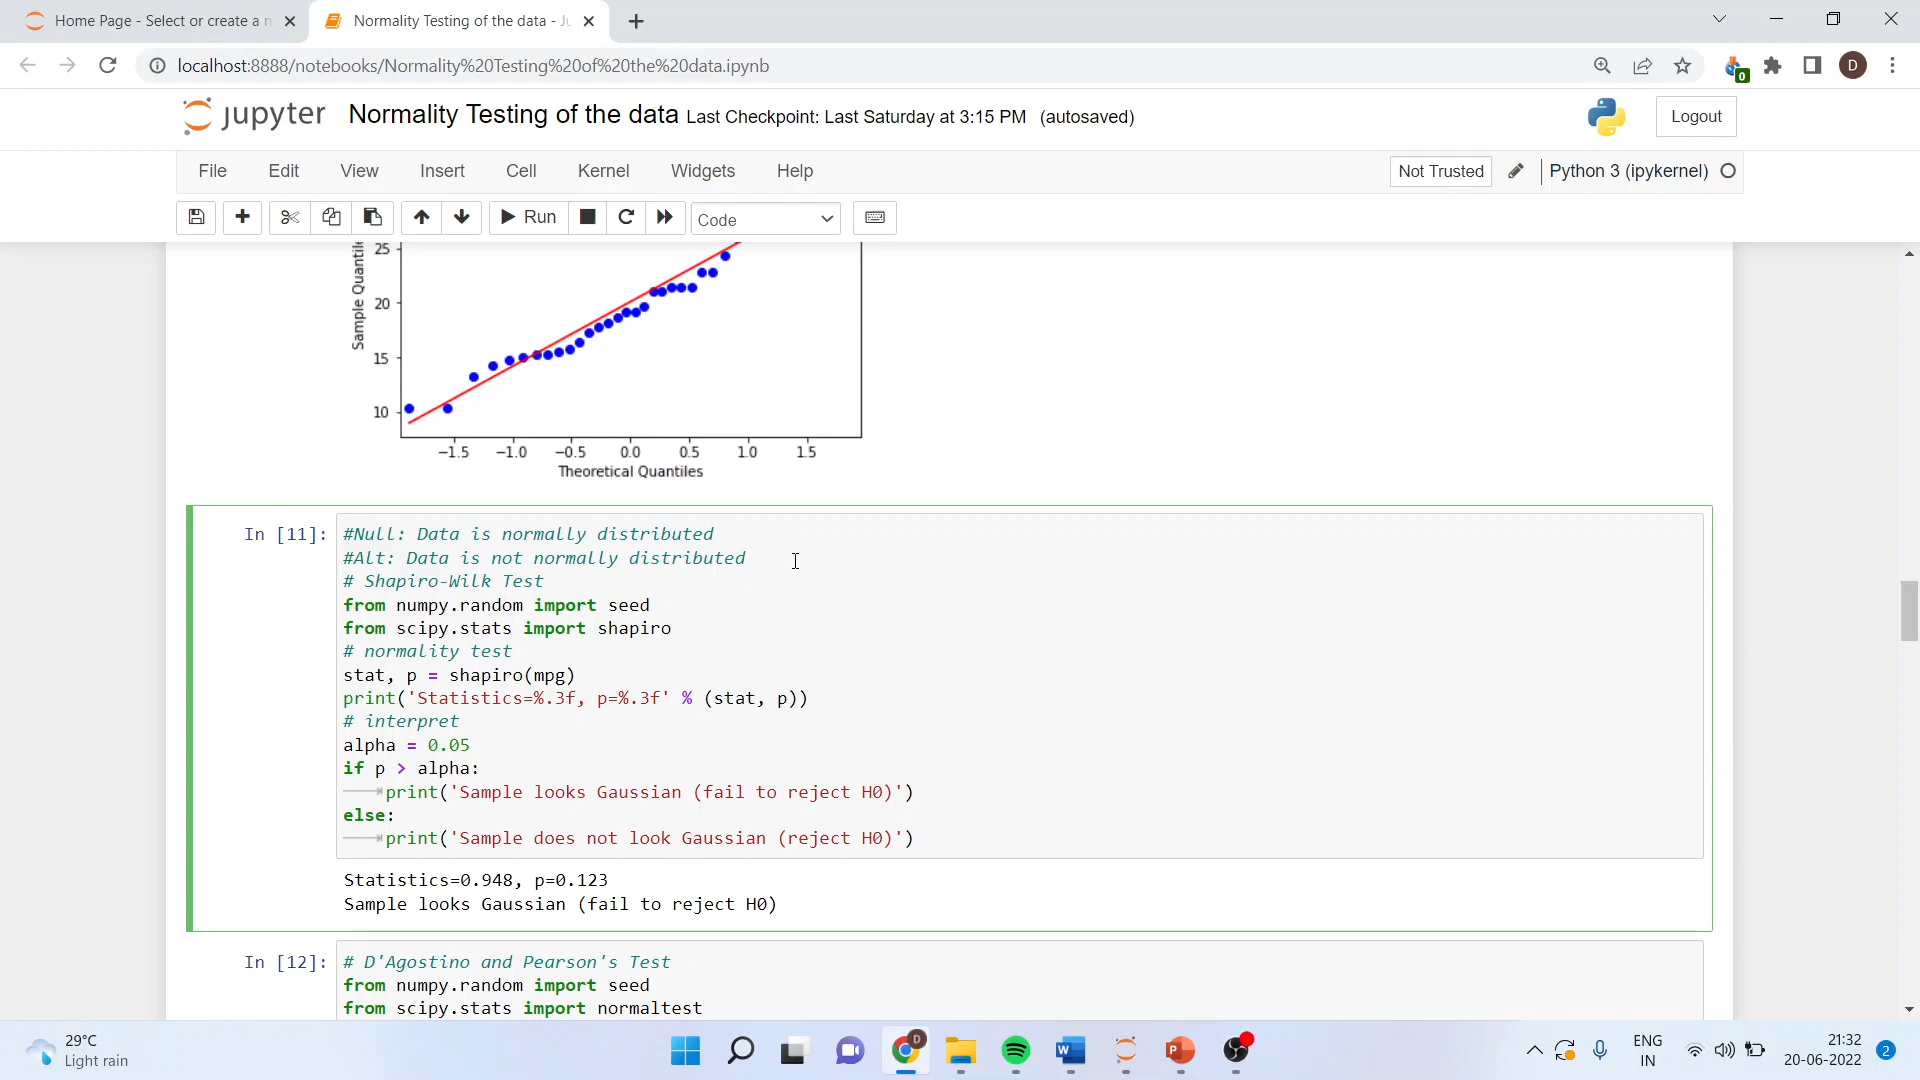 Home Page - Select or create a n
Normality Testing of the data - Ju
localhost:8888/notebooks/Normality%20Testing%20of%20the%20data.ipynb
0
D
jupyter
Normality Testing of the data Last Checkpoint: Last Saturday at 3:15 PM (autosaved)
Logout
File Edit View Insert Cell Kernel Widgets Help
Not Trusted
Python 3 (ipykernel)
Run
Code
Sample Quantile
25
20
15
10
−1.5 −1.0 −0.5 0.0 0.5 1.0 1.5
Theoretical Quantiles
In [11]:
#Null: Data is normally distributed
#Alt: Data is not normally distributed
# Shapiro-Wilk Test
from numpy.random import seed
from scipy.stats import shapiro
# normality test
stat, p = shapiro(mpg)
print('Statistics=%.3f, p=%.3f' % (stat, p))
# interpret
alpha = 0.05
if p > alpha:
print('Sample looks Gaussian (fail to reject H0)')
else:
print('Sample does not look Gaussian (reject H0)')
Statistics=0.948, p=0.123
Sample looks Gaussian (fail to reject H0)
In [12]:
# D'Agostino and Pearson's Test
from numpy.random import seed
from scipy.stats import normaltest
29°C
Light rain
D
W
P
ENG
IN
21:32
20-06-2022
2